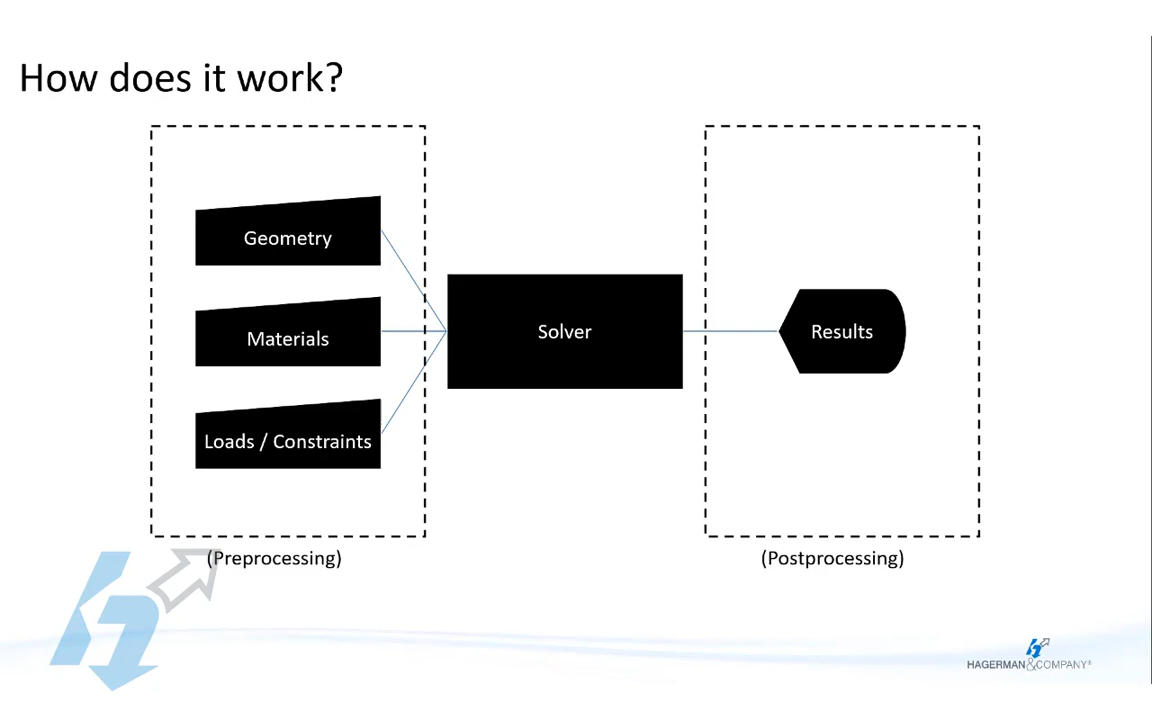 How does it work?
Geometry
Materials
Loads / Constraints
Solver
Results
(Preprocessing)
(Postprocessing)
HAGERMAN&COMPANY®